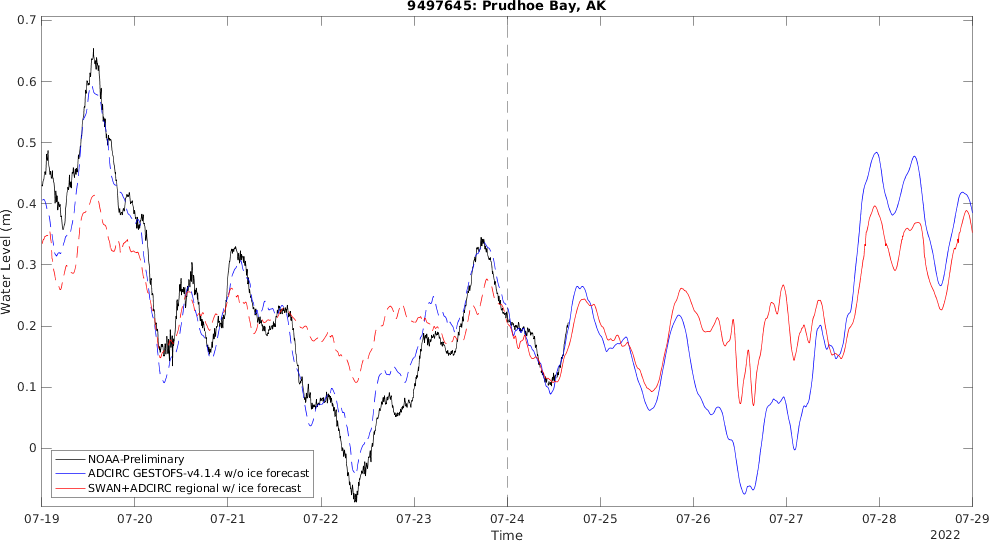 9497645: Prudhoe Bay, AK
0.7
0.6
0.5
0.4
0.3
0.2
0.1
0
Water Level (m)
NOAA-Preliminary
ADCIRC GESTOFS-v4.1.4 w/o ice forecast
SWAN+ADCIRC regional w/ ice forecast
07-19 07-20 07-21 07-22 07-23 07-24 07-25 07-26 07-27 07-28 07-29
Time
2022